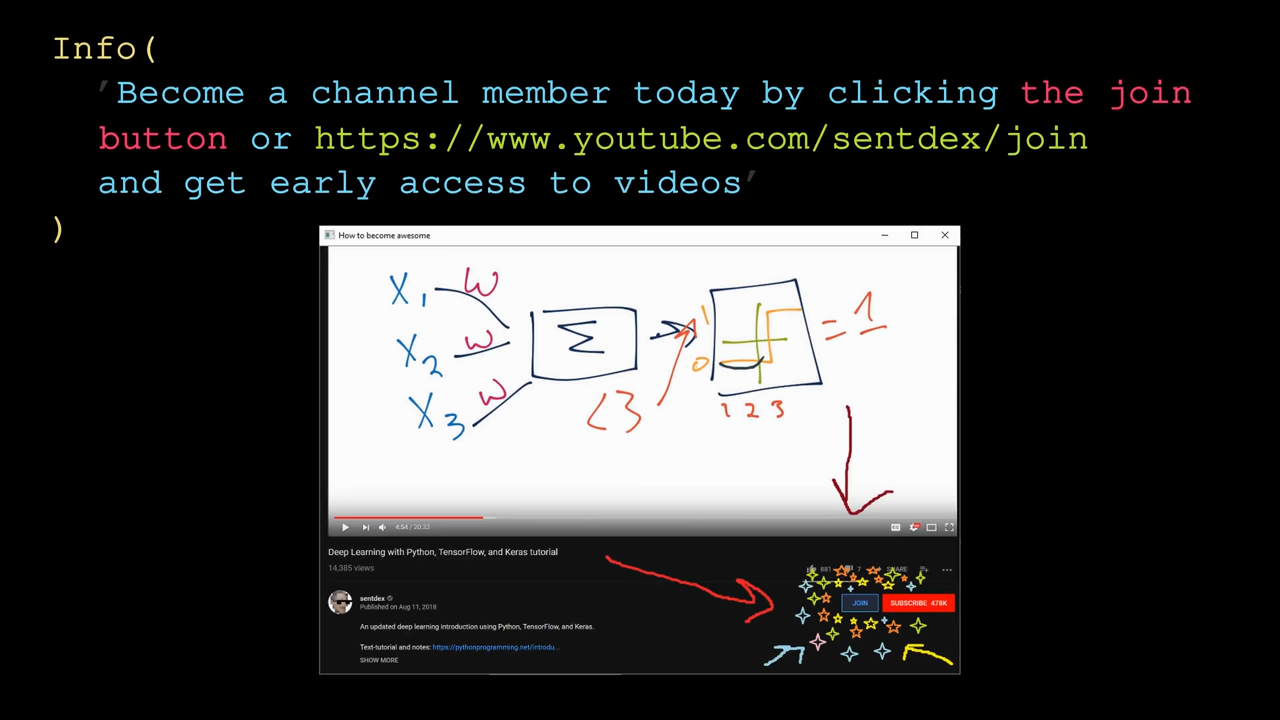 Info(
'Become a channel member today by clicking the join
button or https://www.youtube.com/sentdex/join
and get early access to videos'
)
How to become awesome
X1 W
X2 W
X3 W
Σ
<3
1
0
1 2 3
= 1
4:54 / 20:33
Deep Learning with Python, TensorFlow, and Keras tutorial
14,385 views
881 7 SHARE
sentdex
Published on Aug 11, 2018
JOIN SUBSCRIBE 478K
An updated deep learning introduction using Python, TensorFlow, and Keras.
Text-tutorial and notes: https://pythonprogramming.net/introdu...
SHOW MORE